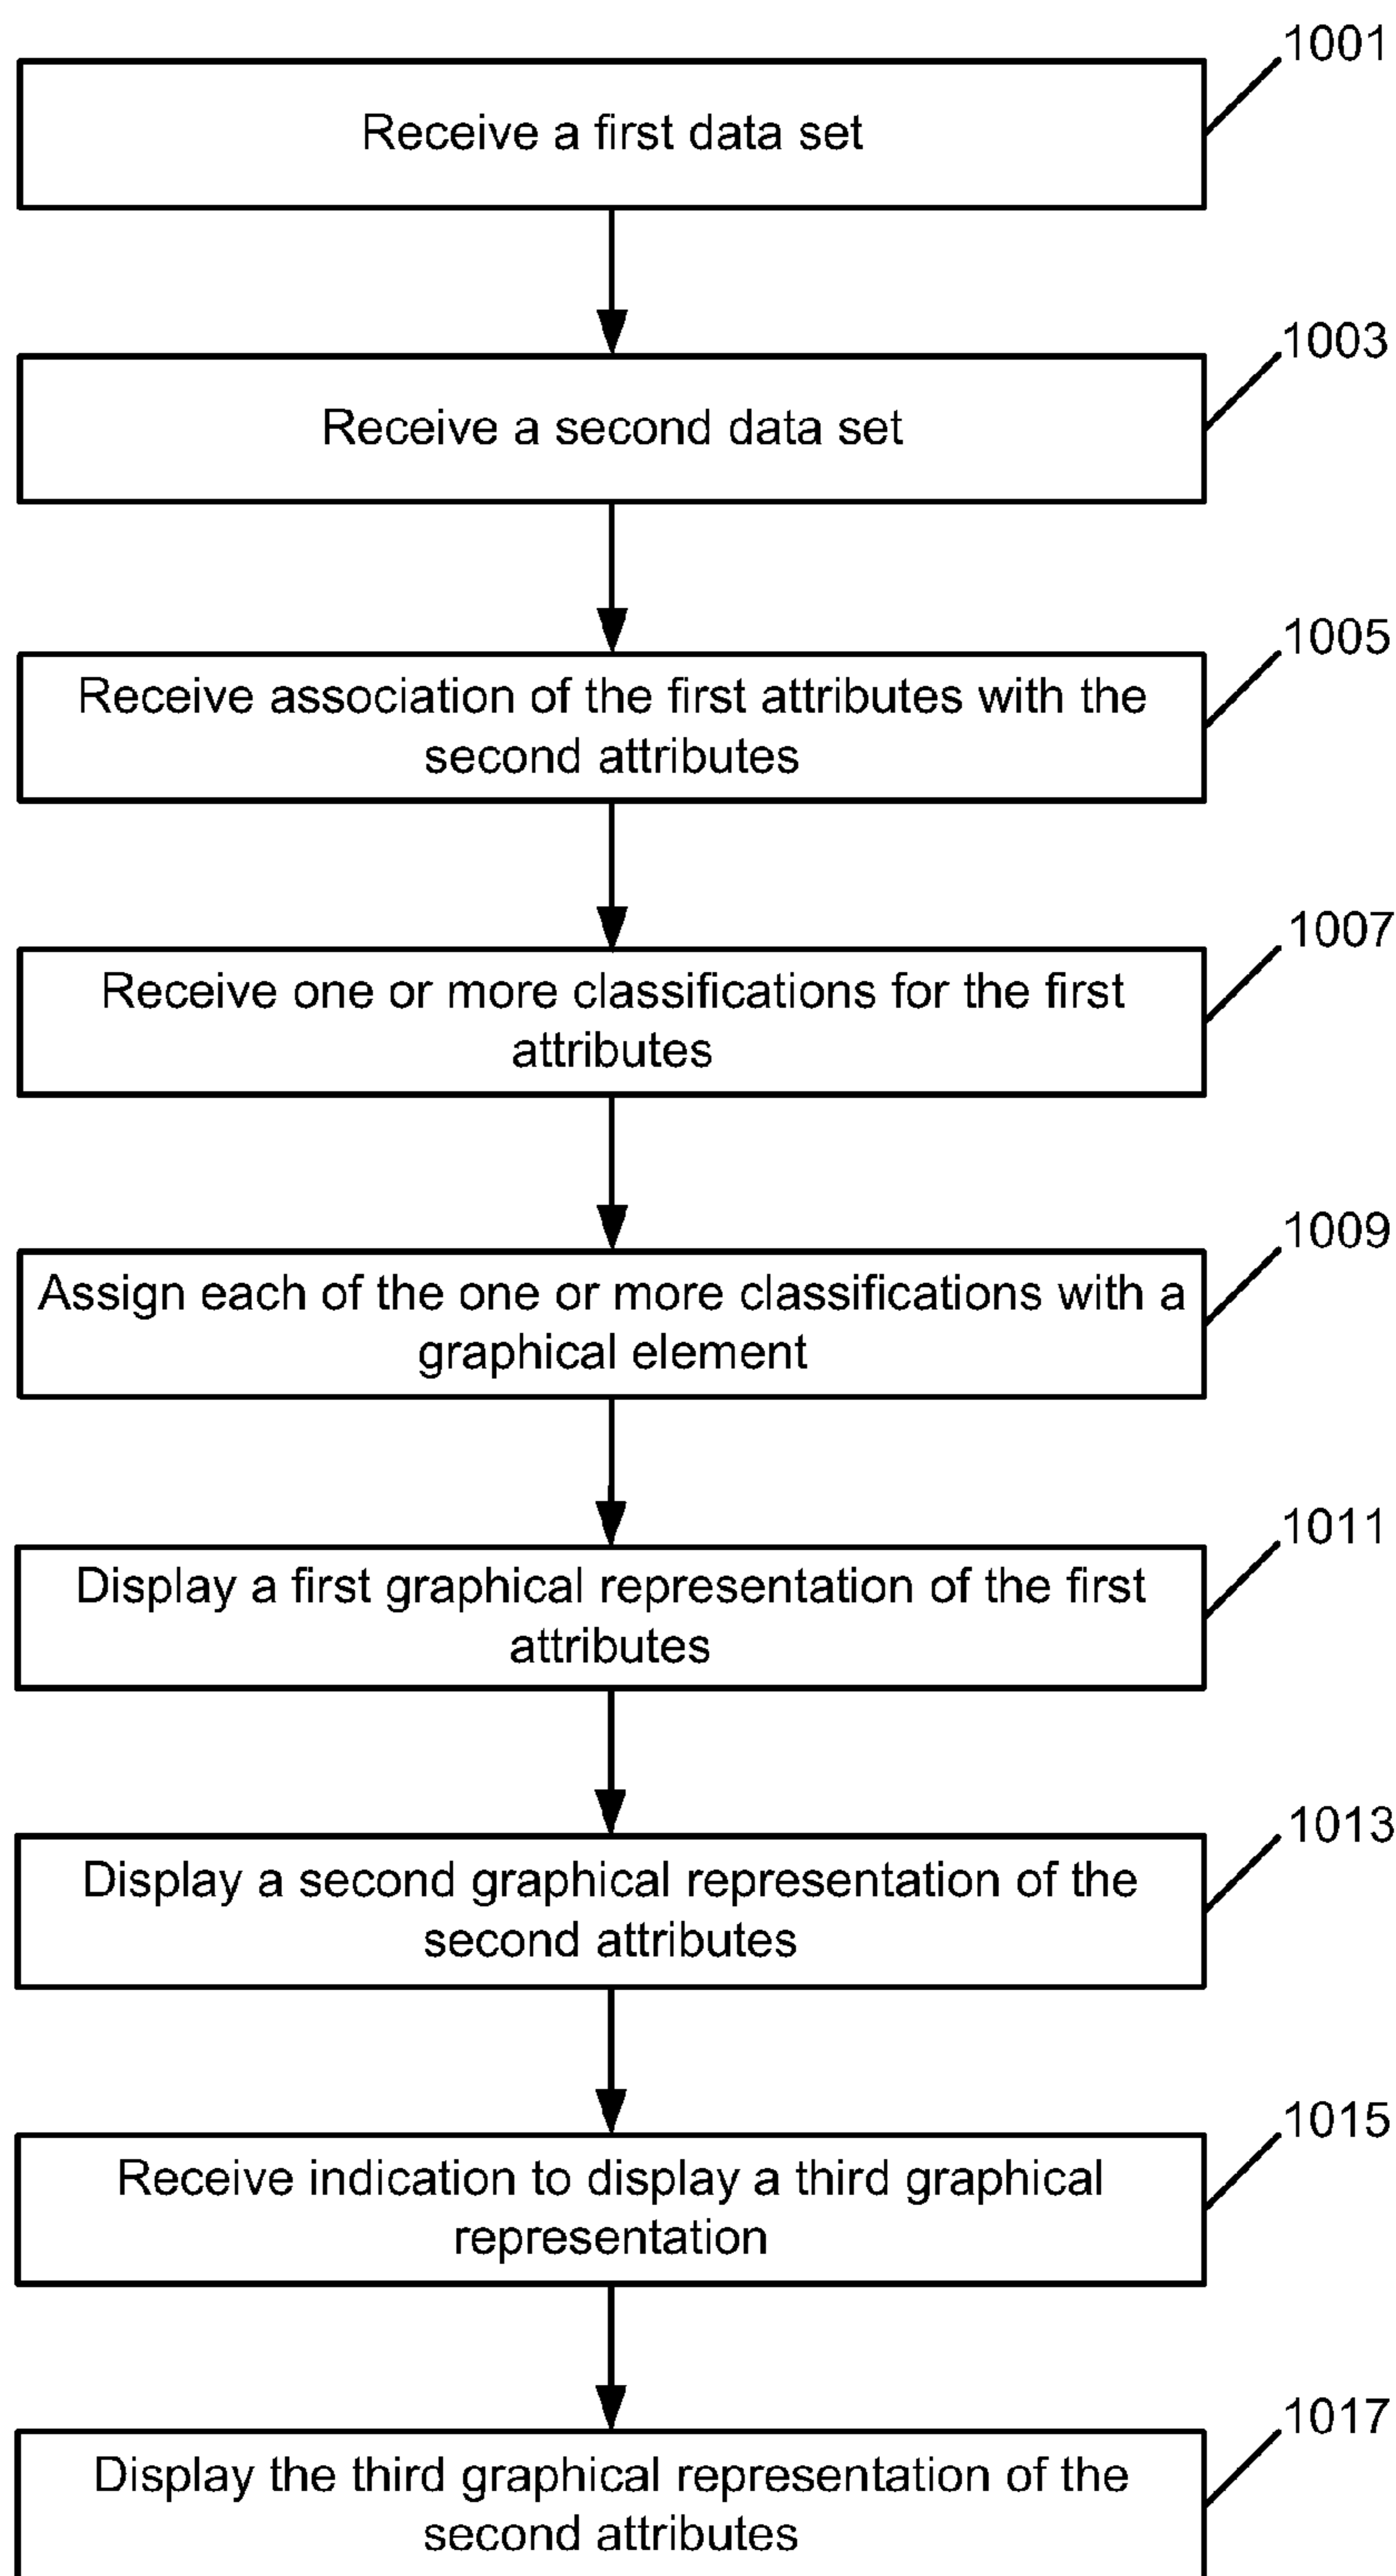 1001
Receive a first data set
1003
Receive a second data set
1005
Receive association of the first attributes with the
second attributes
1007
Receive one or more classifications for the first
attributes
1009
Assign each of the one or more classifications with a
graphical element
1011
Display a first graphical representation of the first
attributes
1013
Display a second graphical representation of the
second attributes
1015
Receive indication to display a third graphical
representation
1017
Display the third graphical representation of the
second attributes